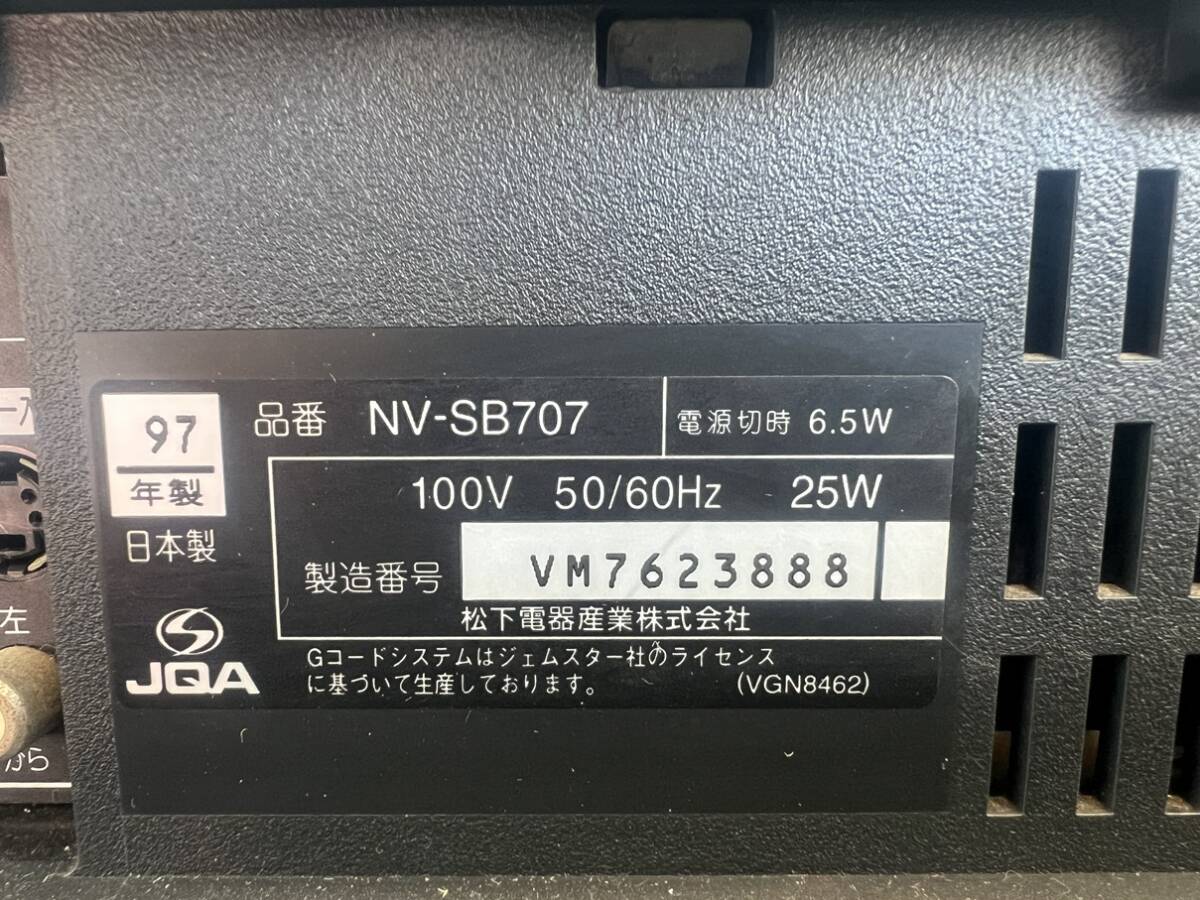 97
年製
日本製
JQA
品番 NV-SB707
電源切時 6.5W
100V 50/60Hz 25W
製造番号 VM7623888
松下電器産業株式会社
Gコードシステムはジェムスター社のライセンス
に基づいて生産しております。 (VGN8462)
左
から